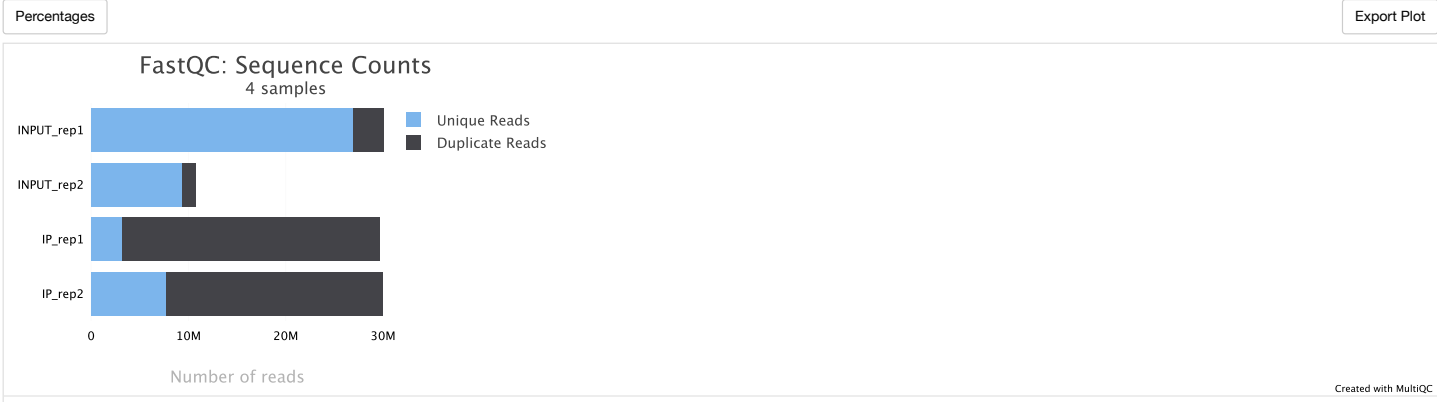 Percentages
Export Plot
FastQC: Sequence Counts
4 samples
INPUT_rep1
INPUT_rep2
IP_rep1
IP_rep2
Unique Reads
Duplicate Reads
0 10M 20M 30M
Number of reads
Created with MultiQC